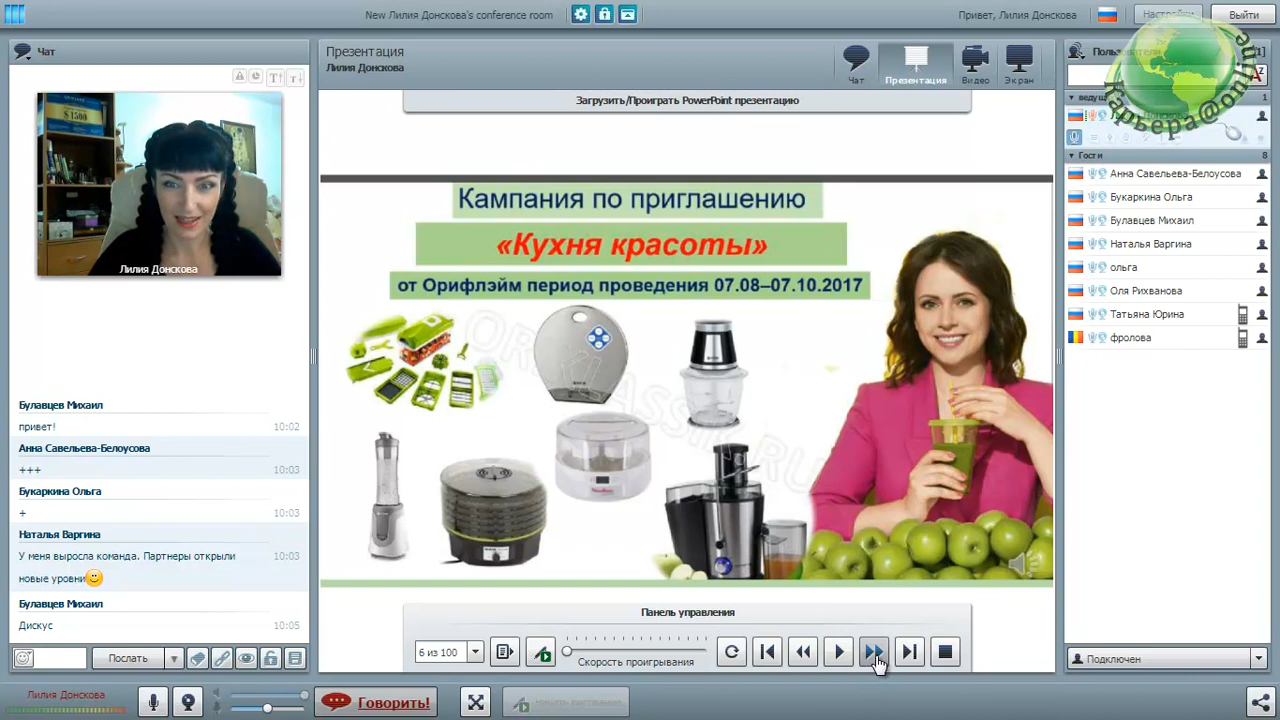 New Лилия Донскова's conference room
Привет, Лилия Донскова
Настройки
Выйти
Чат
S 1500
Лилия Донскова
Булавцев Михаил
привет!
10:02
Анна Савельева-Белоусова
+++
10:03
Букаркина Ольга
+
10:03
Наталья Варгина
У меня выросла команда. Партнеры открыли
10:03
новые уровни
Булавцев Михаил
Дискус
10:05
Послать
Презентация
Лилия Донскова
Чат
Презентация
Видео
Экран
Загрузить/Проиграть PowerPoint презентацию
Кампания по приглашению
«Кухня красоты»
от Орифлэйм период проведения 07.08–07.10.2017
Панель управления
6 из 100
Скорость проигрывания
карьера@online
1
Гости
8
Анна Савельева-Белоусова
Букаркина Ольга
Булавцев Михаил
Наталья Варгина
ольга
Оля Рихванова
Татьяна Юрина
фролова
Подключен
Лилия Донскова
Говорить!